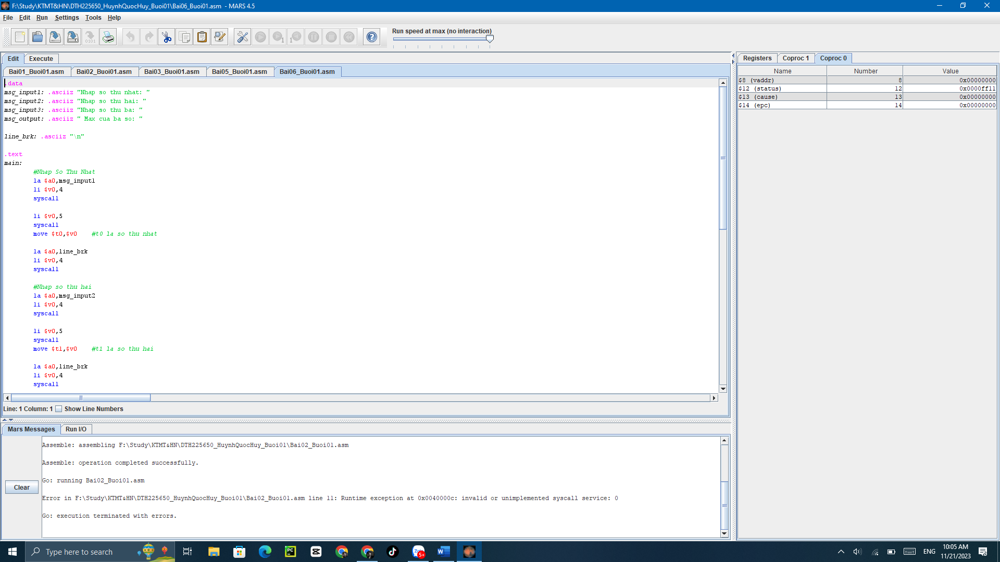 F:\Study\KTMT&HN\DTH225650_HuynhQuocHuy_Buoi01\Bai06_Buoi01.asm - MARS 4.5
File Edit Run Settings Tools Help
Run speed at max (no interaction)
Edit Execute
Bai01_Buoi01.asm Bai02_Buoi01.asm Bai03_Buoi01.asm Bai05_Buoi01.asm Bai06_Buoi01.asm
.data
msg_input1: .asciiz "Nhap so thu nhat: "
msg_input2: .asciiz "Nhap so thu hai: "
msg_input3: .asciiz "Nhap so thu ba: "
msg_output: .asciiz " Max cua ba so: "
line_brk: .asciiz "\n"
.text
main:
#Nhap So Thu Nhat
la $a0,msg_input1
li $v0,4
syscall
li $v0,5
syscall
move $t0,$v0 #t0 la so thu nhat
la $a0,line_brk
li $v0,4
syscall
#Nhap so thu hai
la $a0,msg_input2
li $v0,4
syscall
li $v0,5
syscall
move $t1,$v0 #t1 la so thu hai
la $a0,line_brk
li $v0,4
syscall
Line: 1 Column: 1 Show Line Numbers
Mars Messages Run I/O
Clear
Assemble: assembling F:\Study\KTMT&HN\DTH225650_HuynhQuocHuy_Buoi01\Bai02_Buoi01.asm
Assemble: operation completed successfully.
Go: running Bai02_Buoi01.asm
Error in F:\Study\KTMT&HN\DTH225650_HuynhQuocHuy_Buoi01\Bai02_Buoi01.asm line 11: Runtime exception at 0x0040000c: invalid or unimplemented syscall service: 0
Go: execution terminated with errors.
Registers Coproc 1 Coproc 0
Name Number Value
$8 (vaddr) 8 0x00000000
$12 (status) 12 0x0000ff11
$13 (cause) 13 0x00000000
$14 (epc) 14 0x00000000
Type here to search
PC
5+
W
ENG
10:05 AM
11/21/2023